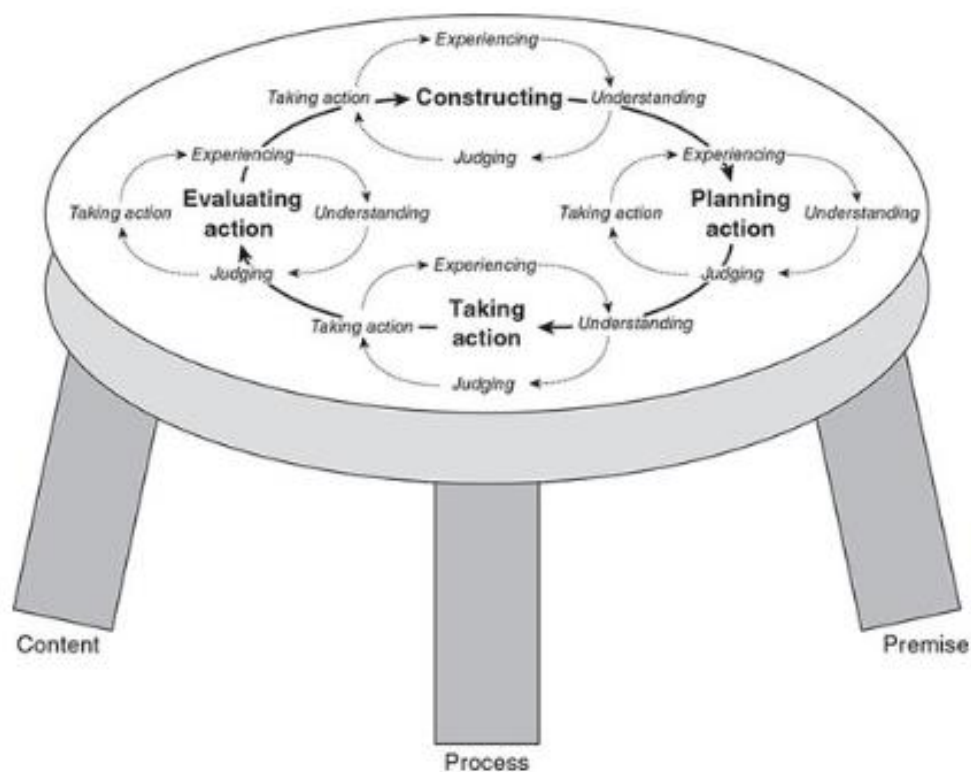 Experiencing
Taking action
Constructing
Understanding
Judging
Experiencing
Taking action
Evaluating
action
Understanding
Judging
Experiencing
Taking action
Planning
action
Understanding
Judging
Experiencing
Taking action
Taking
action
Understanding
Judging
Content
Process
Premise